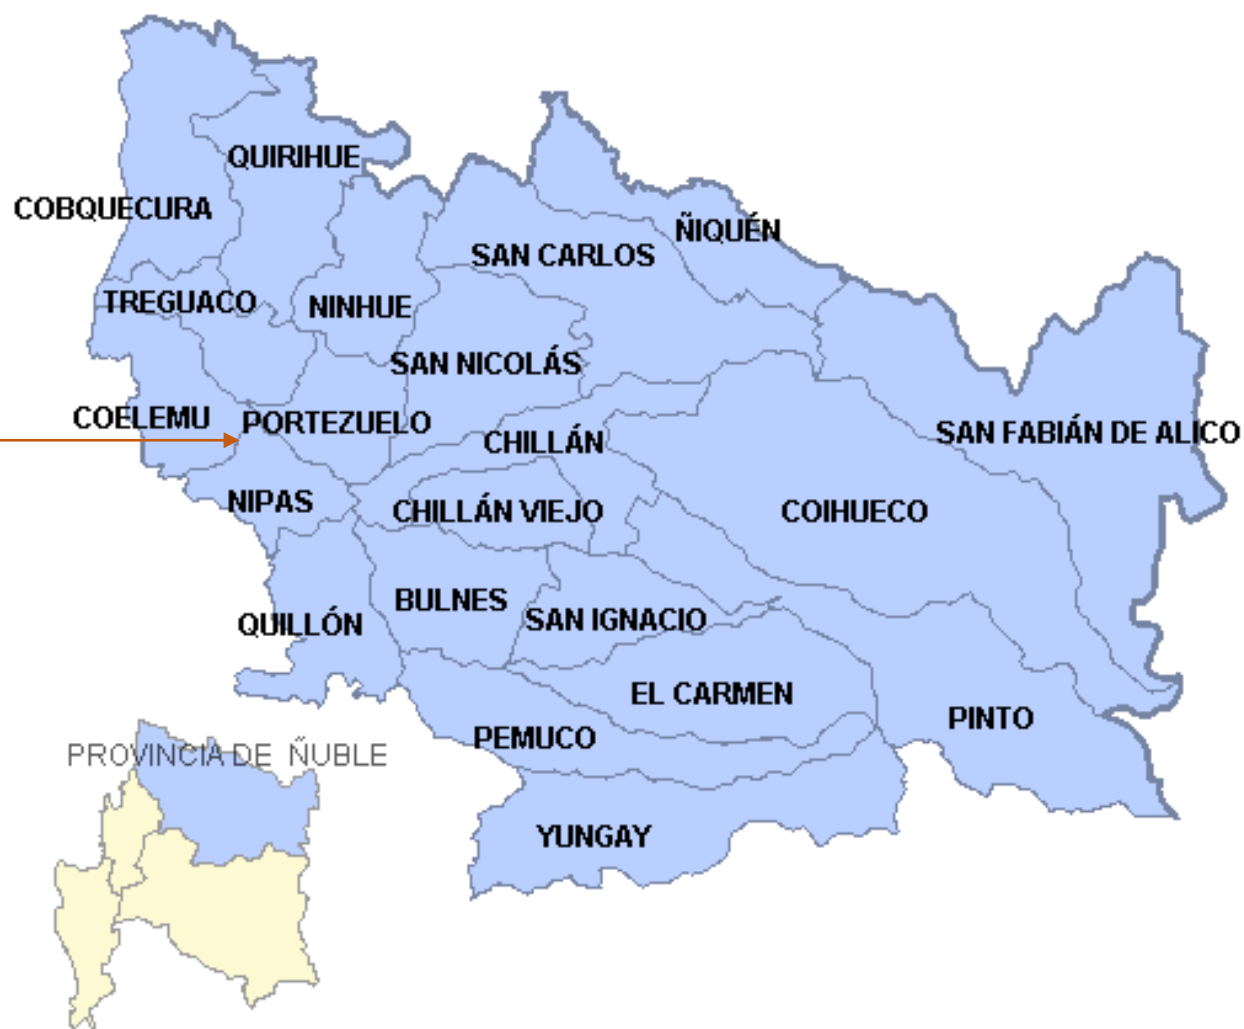 QUIRIHUE
COBQUECURA
ÑIQUÉN
SAN CARLOS
TREGUACO
NINHUE
SAN NICOLÁS
COELEMU
PORTEZUELO
CHILLÁN
SAN FABIÁN DE ALICO
NIPAS
CHILLÁN VIEJO
COIHUECO
BULNES
SAN IGNACIO
QUILLÓN
EL CARMEN
PINTO
PEMUCO
PROVINCIA DE ÑUBLE
YUNGAY